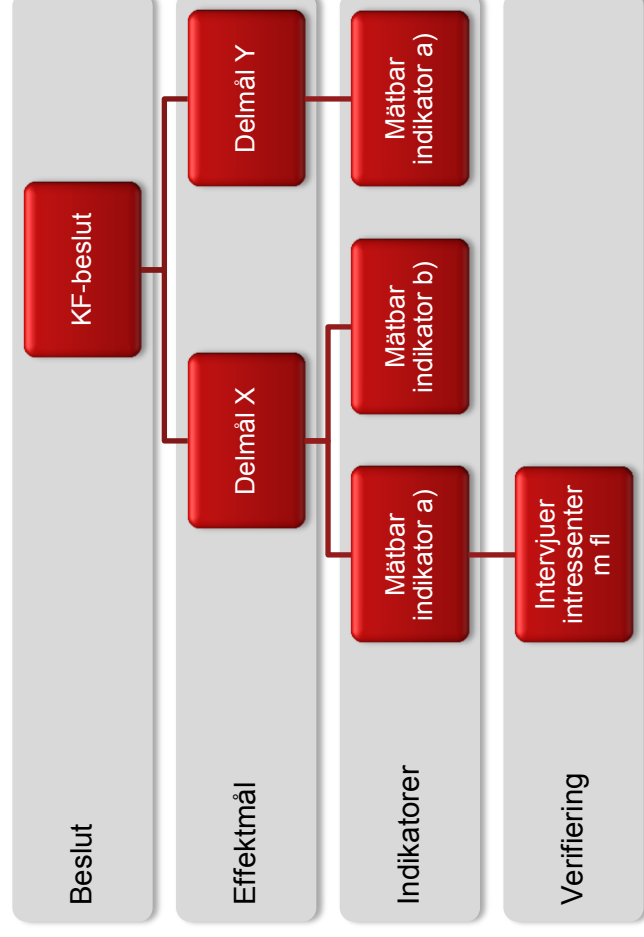 Beslut
KF-beslut
Effektmål
Delmål X
Delmål Y
Indikatorer
Mätbar
indikator a)
Mätbar
indikator b)
Mätbar
indikator a)
Verifiering
Intervjuer
intressenter
m fl